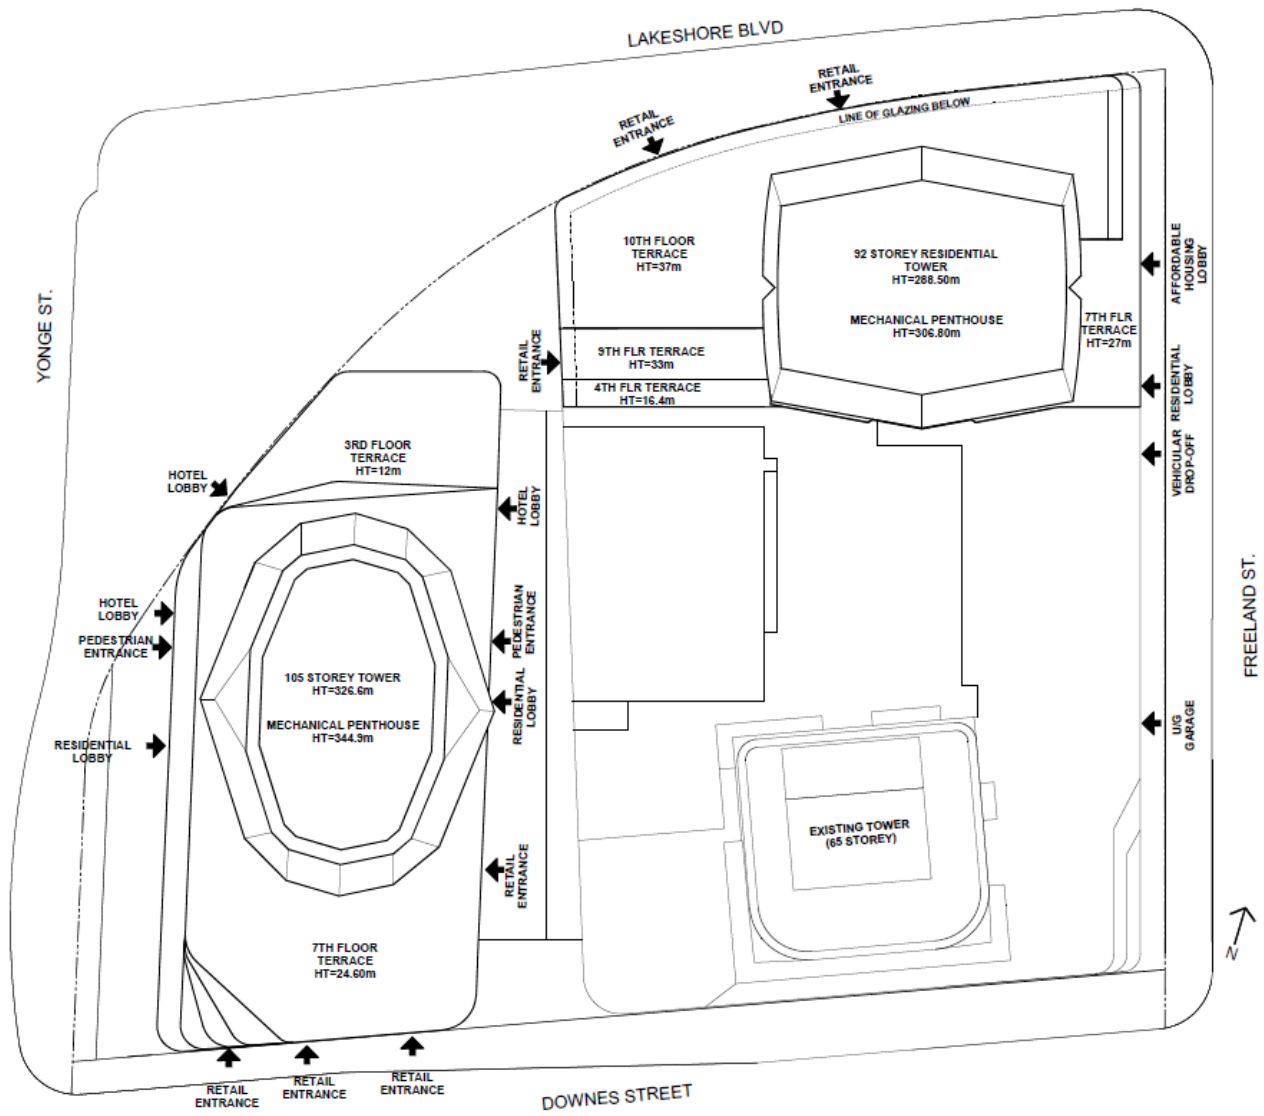 LAKESHORE BLVD
RETAIL
ENTRANCE
RETAIL
ENTRANCE
LINE OF GLAZING BELOW
10TH FLOOR
TERRACE
HT=37m
92 STOREY RESIDENTIAL
TOWER
HT=288.50m
MECHANICAL PENTHOUSE
HT=306.80m
AFFORDABLE
HOUSING
LOBBY
7TH FLR
TERRACE
HT=27m
YONGE ST.
RETAIL
ENTRANCE
9TH FLR TERRACE
HT=33m
4TH FLR TERRACE
HT=16.4m
RESIDENTIAL
LOBBY
3RD FLOOR
TERRACE
HT=12m
VEHICULAR
DROP-OFF
HOTEL
LOBBY
HOTEL
LOBBY
HOTEL
LOBBY
PEDESTRIAN
ENTRANCE
PEDESTRIAN
ENTRANCE
FREELAND ST.
105 STOREY TOWER
HT=326.6m
MECHANICAL PENTHOUSE
HT=344.9m
RESIDENTIAL
LOBBY
RESIDENTIAL
LOBBY
U/G
GARAGE
EXISTING TOWER
(65 STOREY)
RETAIL
ENTRANCE
7TH FLOOR
TERRACE
HT=24.60m
N
RETAIL
ENTRANCE
RETAIL
ENTRANCE
RETAIL
ENTRANCE
DOWNES STREET